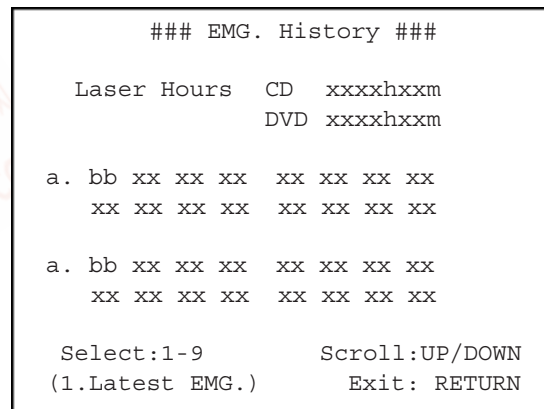 ### EMG. History ###
Laser Hours CD xxxxhxxm
DVD xxxxhxxm
a. bb xx xx xx xx xx xx xx
xx xx xx xx xx xx xx xx
a. bb xx xx xx xx xx xx xx
xx xx xx xx xx xx xx xx
Select:1-9 Scroll:UP/DOWN
(1.Latest EMG.) Exit: RETURN